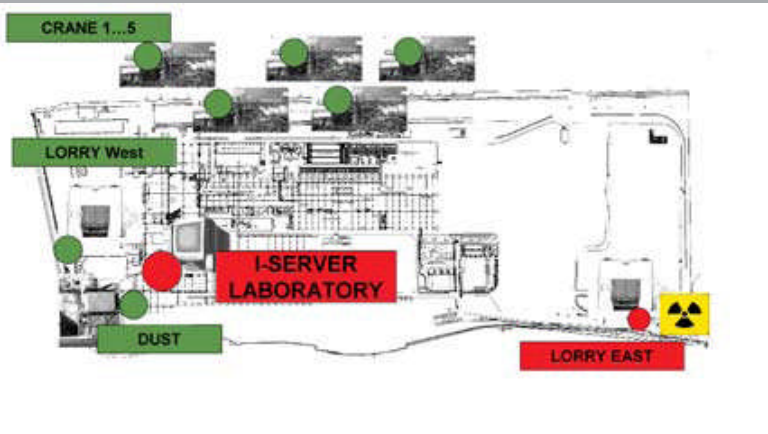 CRANE 1...5
LORRY West
I-SERVER
LABORATORY
DUST
LORRY EAST